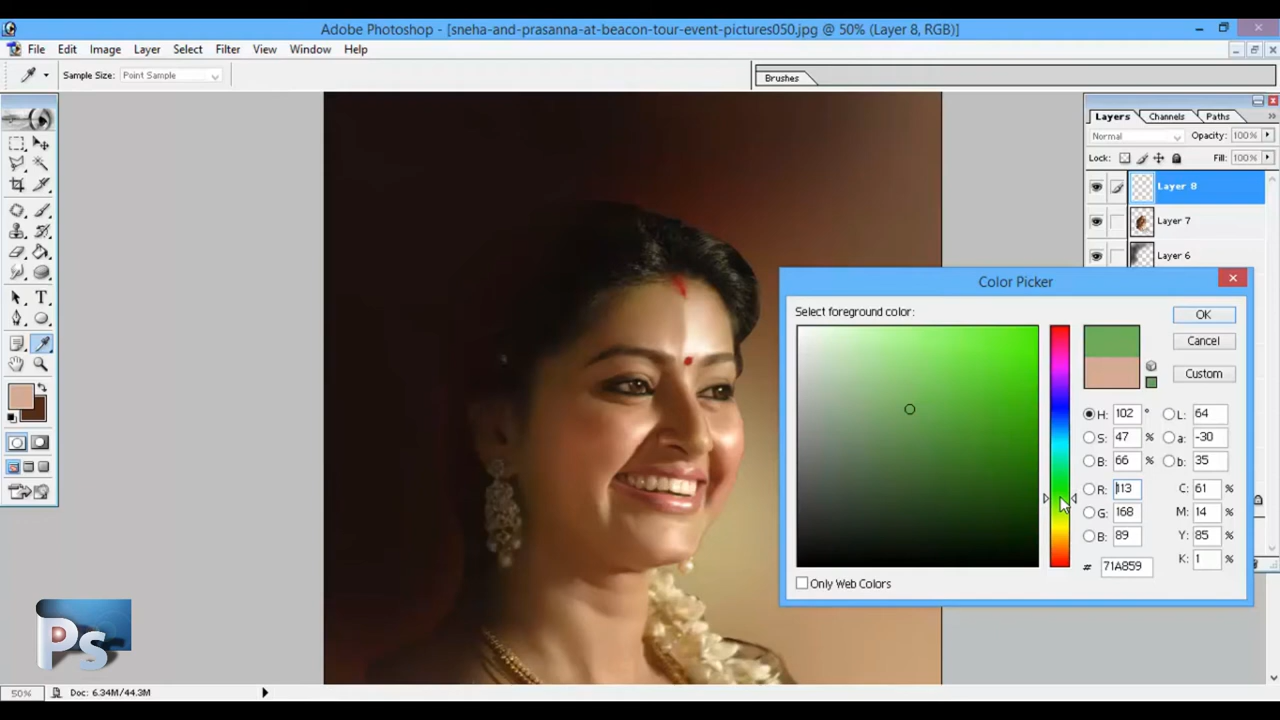 Adobe Photoshop - [sneha-and-prasanna-at-beacon-tour-event-pictures050.jpg @ 50% (Layer 8, RGB)]
File Edit Image Layer Select Filter View Window Help
Sample Size: Point Sample
Brushes
Layers Channels Paths
Normal Opacity: 100%
Lock: Fill: 100%
Layer 8
Layer 7
Layer 6
Color Picker
Select foreground color:
OK
Cancel
Custom
H: 102 ° L: 64
S: 47 % a: -30
B: 66 % b: 35
R: 113 C: 61 %
G: 168 M: 14 %
B: 89 Y: 85 %
K: 1 %
# 71A859
Only Web Colors
Ps
50% Doc: 6.34M/44.3M